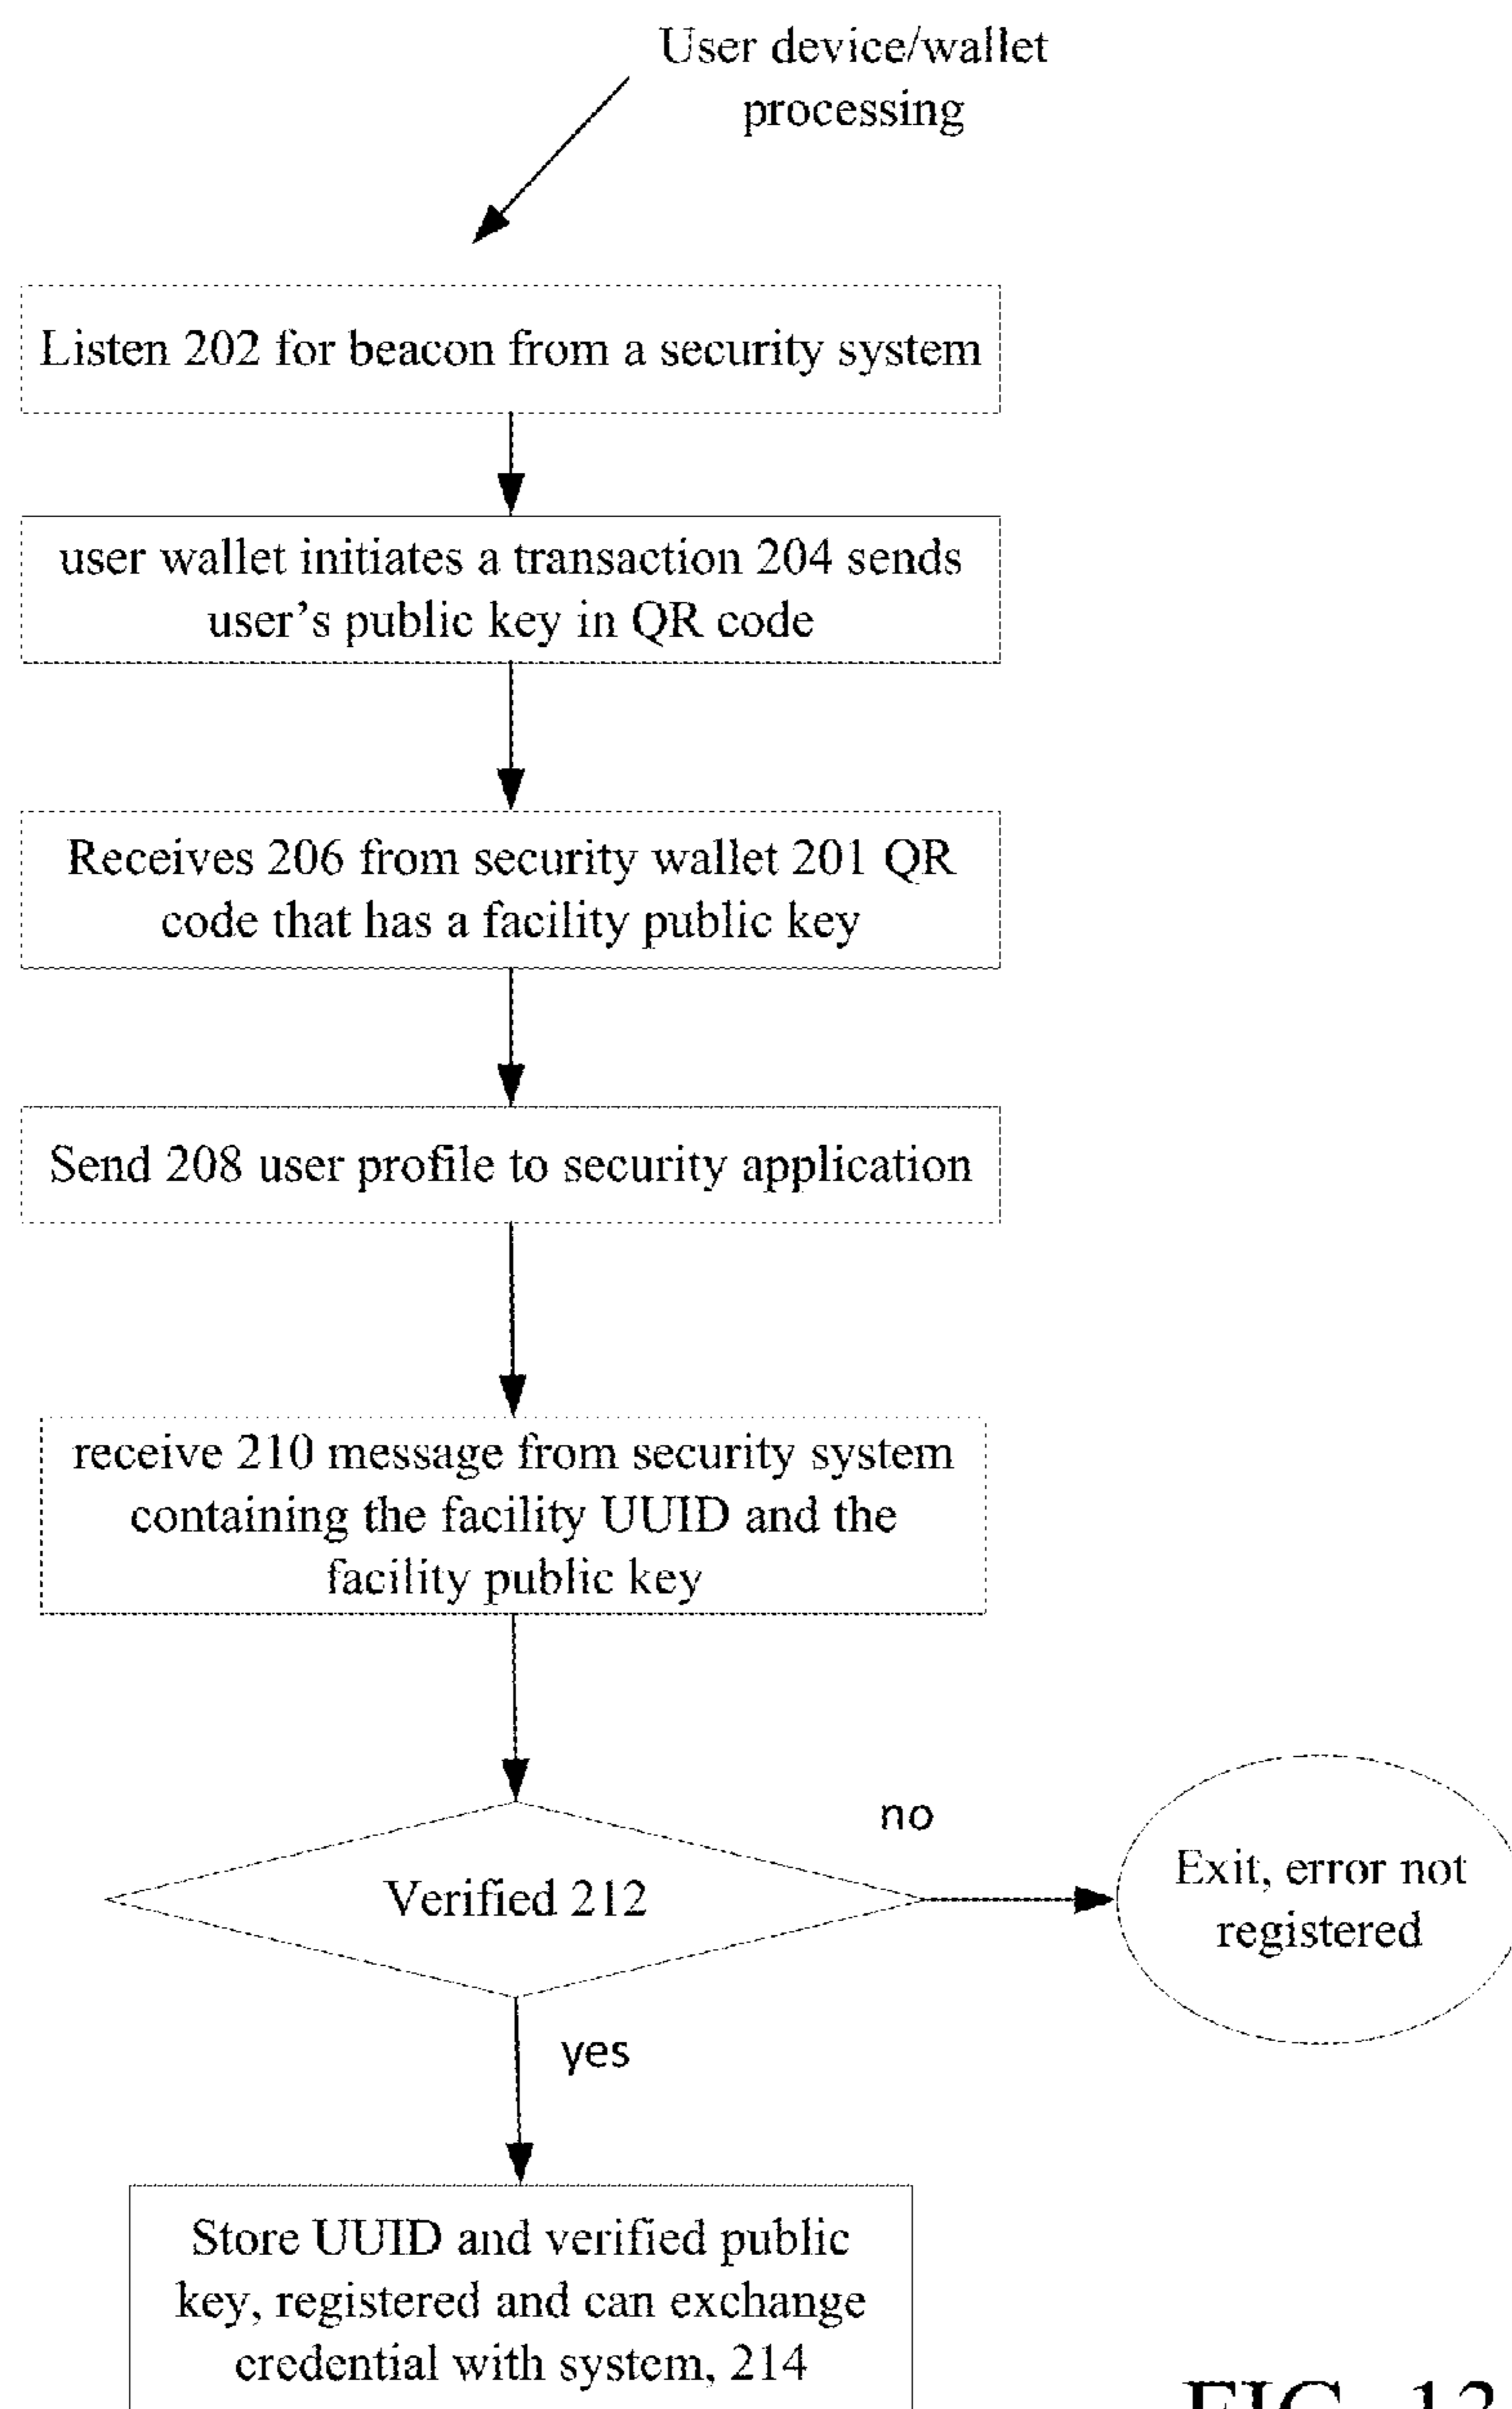 User device/wallet
processing
Listen 202 for beacon from a security system
user wallet initiates a transaction 204 sends
user's public key in QR code
Receives 206 from security wallet 201 QR
code that has a facility public key
Send 208 user profile to security application
receive 210 message from security system
containing the facility UUID and the
facility public key
Verified 212
no
Exit, error not
registered
yes
Store UUID and verified public
key, registered and can exchange
credential with system, 214
FIG.